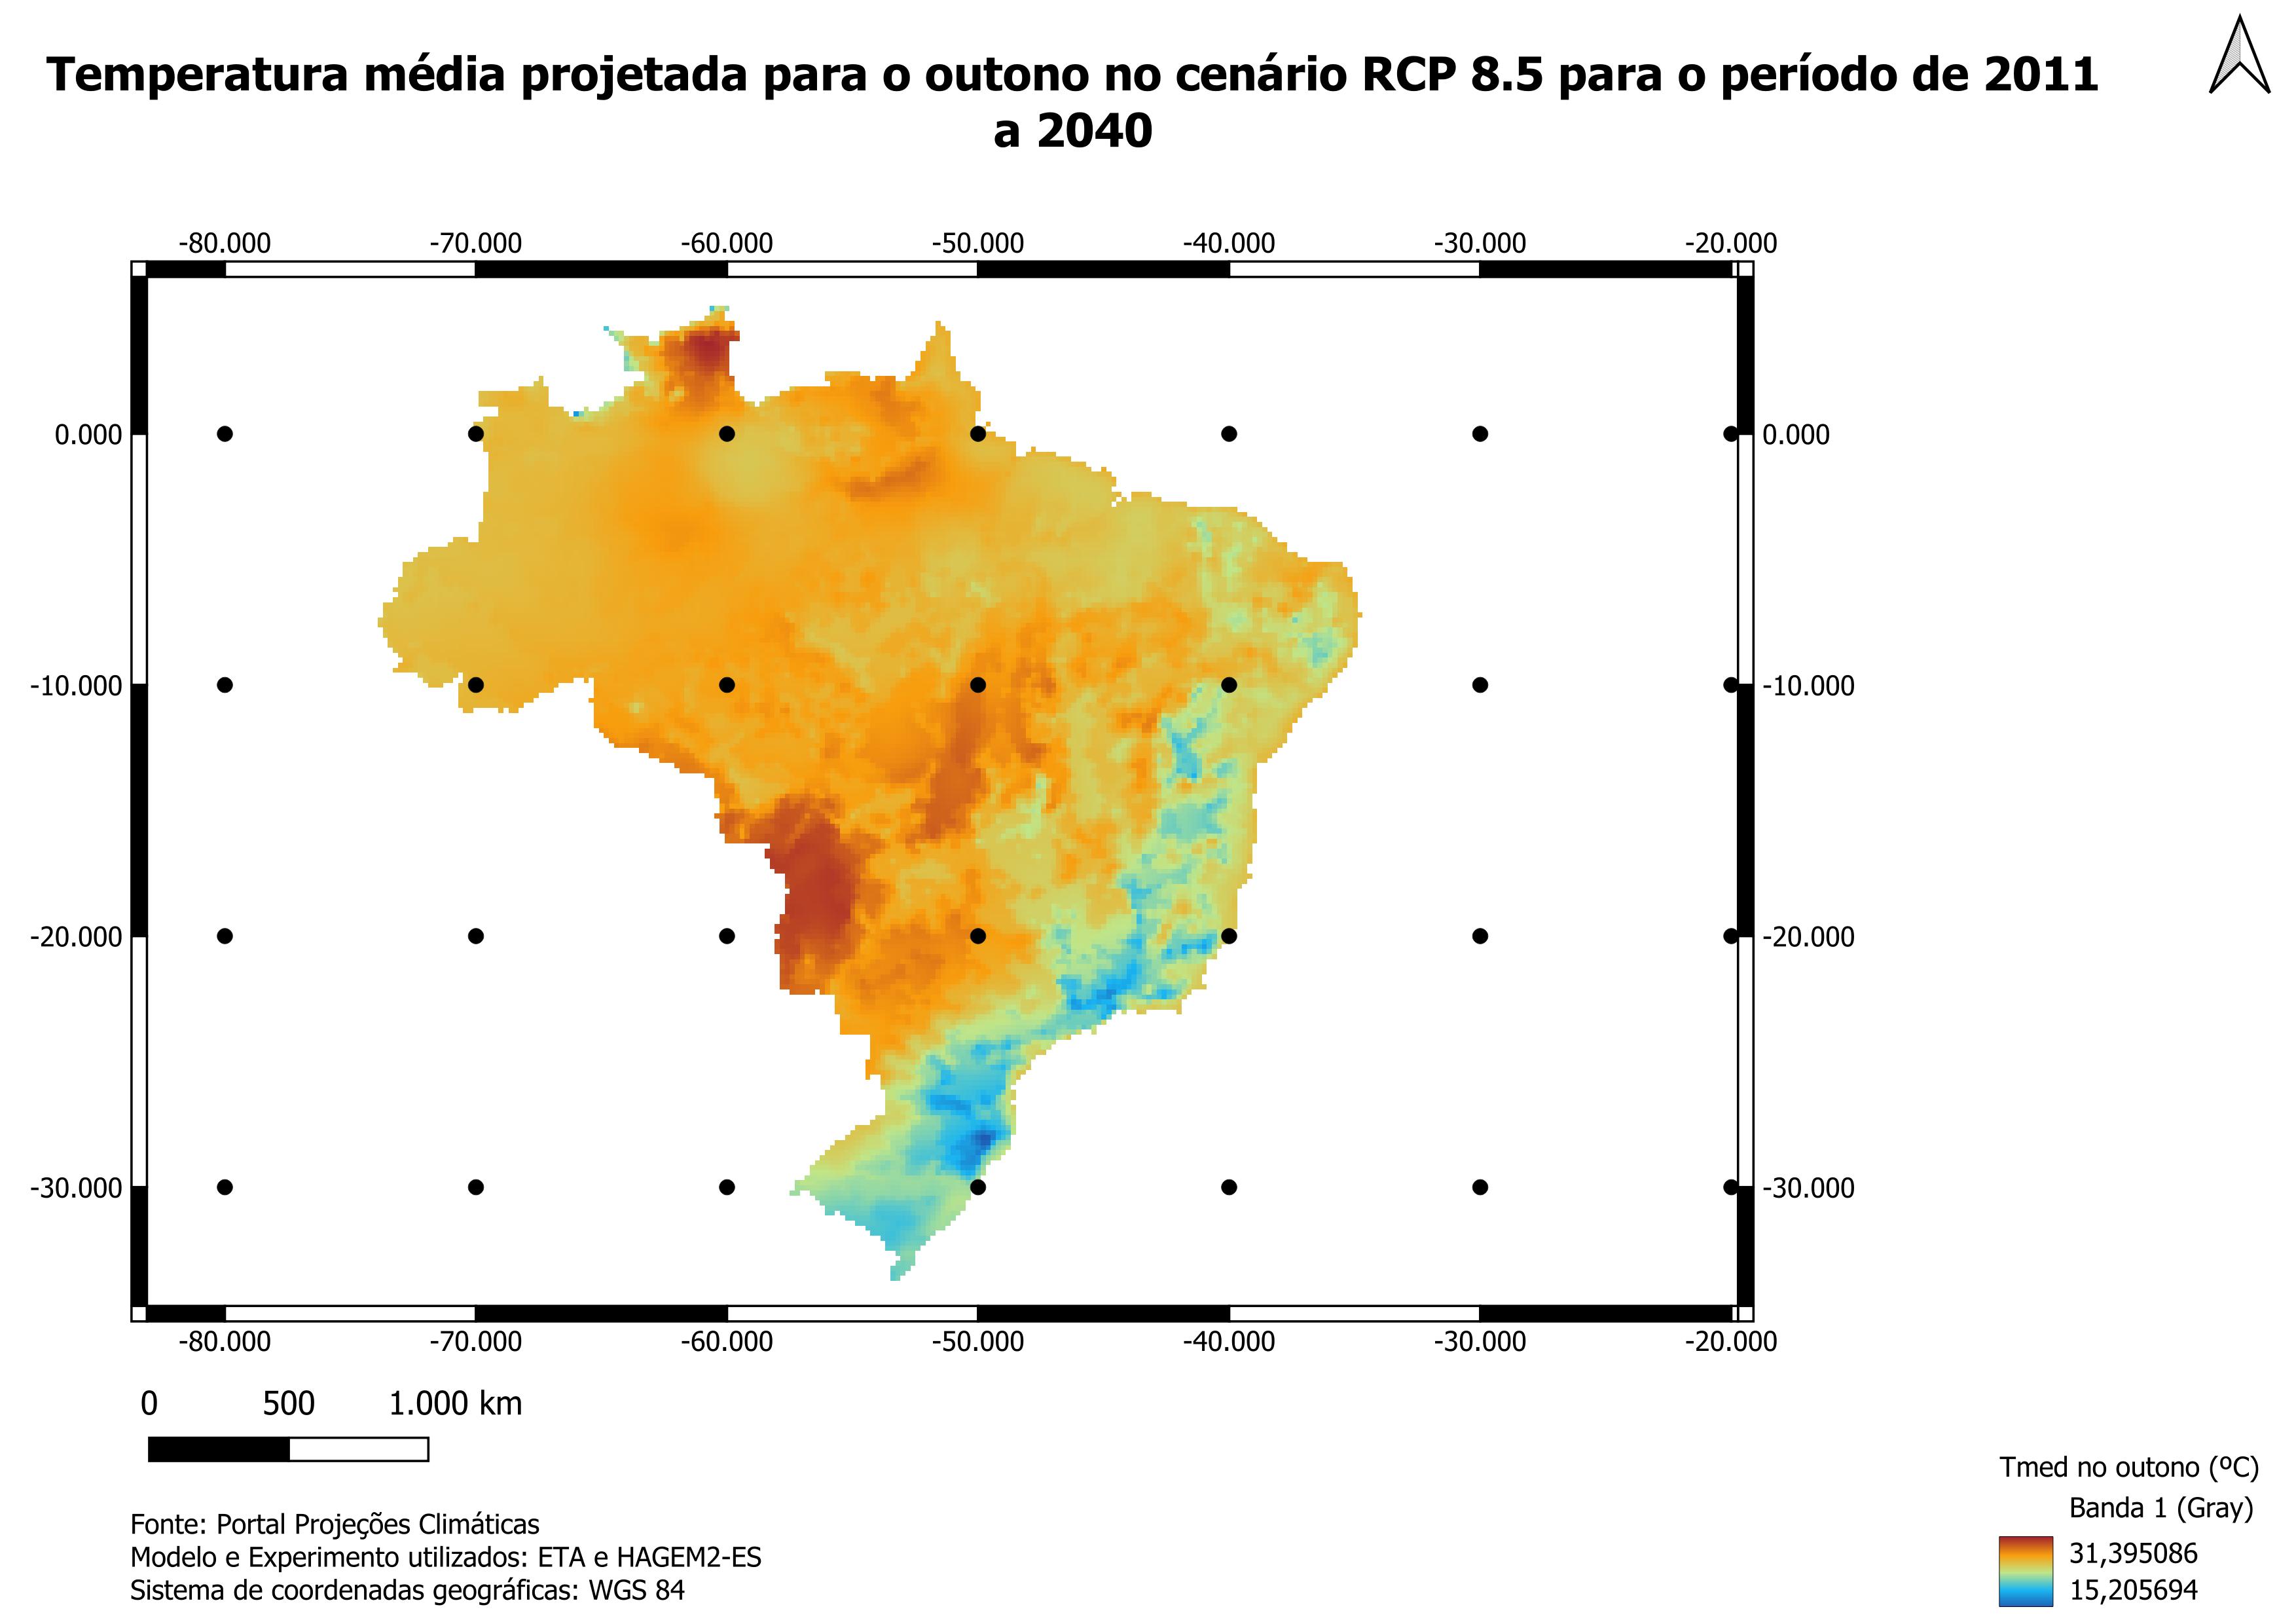 Temperatura média projetada para o outono no cenário RCP 8.5 para o período de 2011
a 2040
-80.000 -70.000 -60.000 -50.000 -40.000 -30.000 -20.000
0.000 0.000
-10.000 -10.000
-20.000 -20.000
-30.000 -30.000
-80.000 -70.000 -60.000 -50.000 -40.000 -30.000 -20.000
0 500 1.000 km
Tmed no outono (ºC)
Banda 1 (Gray)
31,395086
15,205694
Fonte: Portal Projeções Climáticas
Modelo e Experimento utilizados: ETA e HAGEM2-ES
Sistema de coordenadas geográficas: WGS 84